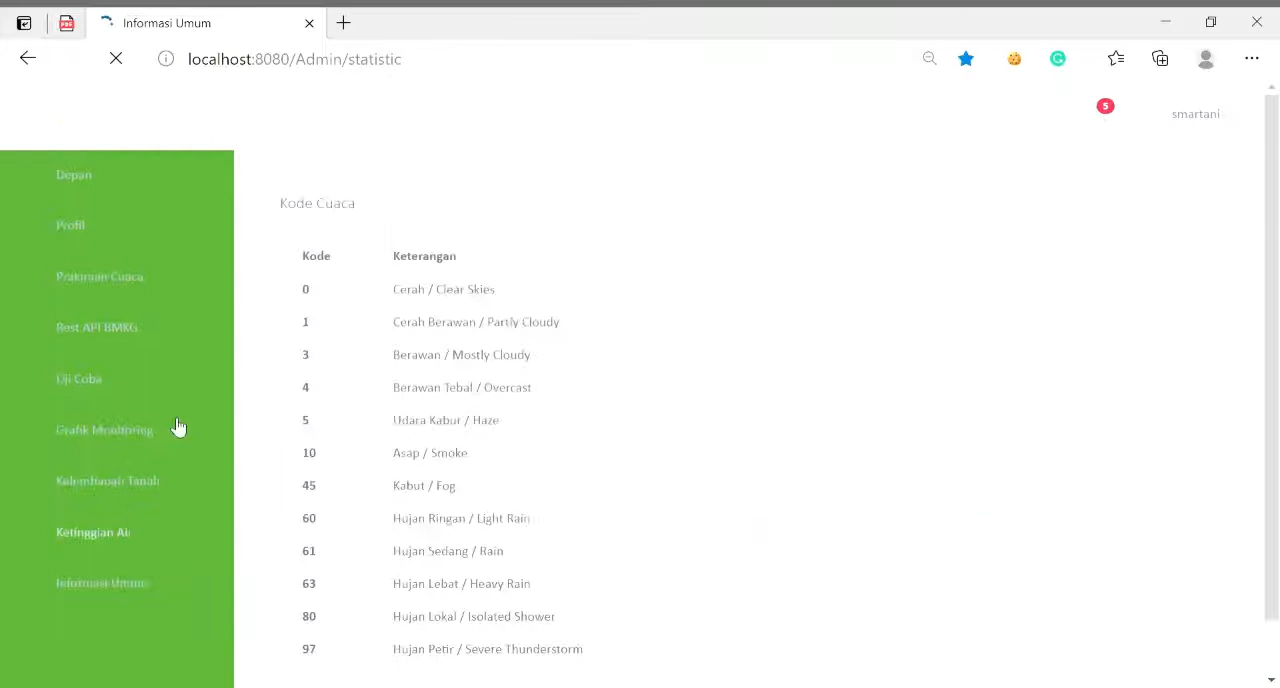 Informasi Umum
localhost:8080/Admin/statistic
5
smartani
Depan
Profil
Prakiraan Cuaca
Rest API BMKG
Uji Coba
Grafik Monitoring
Kelembapan Tanah
Ketinggian Air
Informasi Umum
Kode Cuaca
Kode Keterangan
0 Cerah / Clear Skies
1 Cerah Berawan / Partly Cloudy
3 Berawan / Mostly Cloudy
4 Berawan Tebal / Overcast
5 Udara Kabur / Haze
10 Asap / Smoke
45 Kabut / Fog
60 Hujan Ringan / Light Rain
61 Hujan Sedang / Rain
63 Hujan Lebat / Heavy Rain
80 Hujan Lokal / Isolated Shower
97 Hujan Petir / Severe Thunderstorm